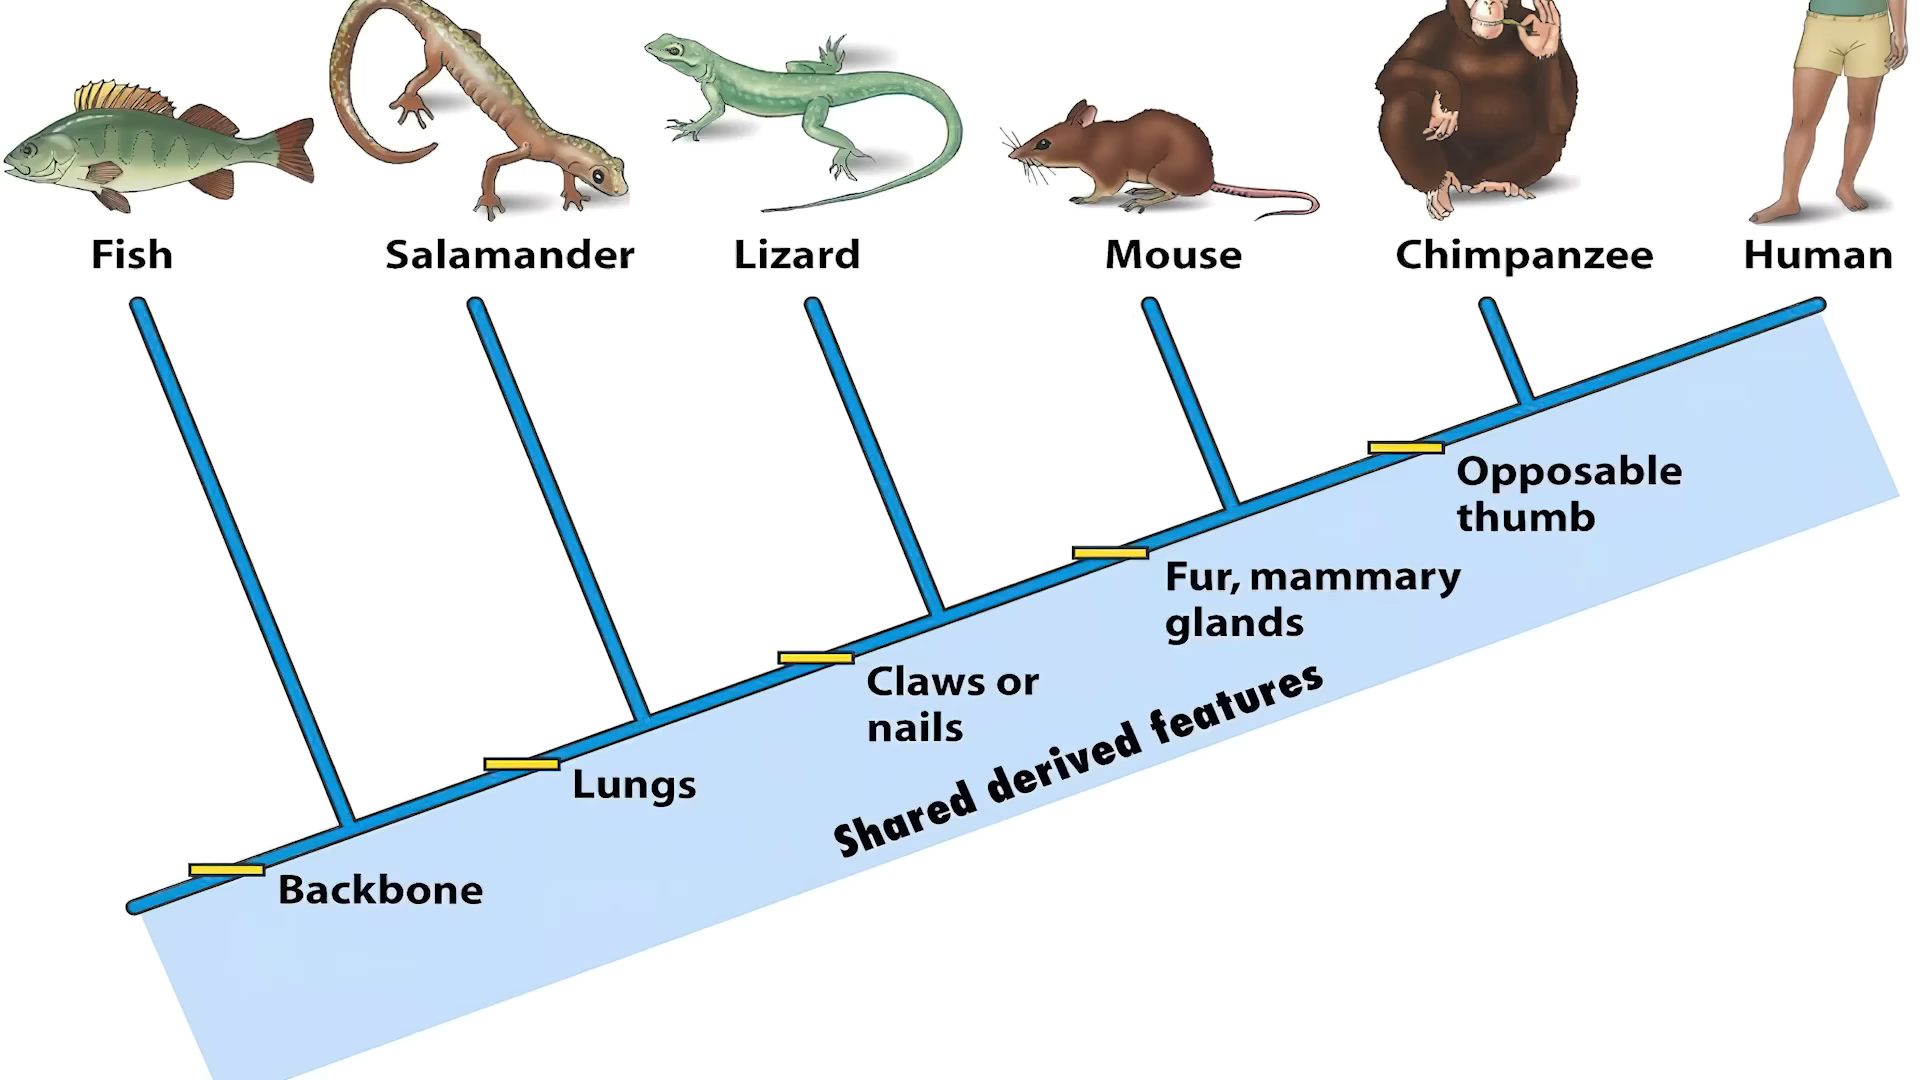 Fish
Salamander
Lizard
Mouse
Chimpanzee
Human
Opposable
thumb
Fur, mammary
glands
Claws or
nails
Lungs
Backbone
Shared derived features